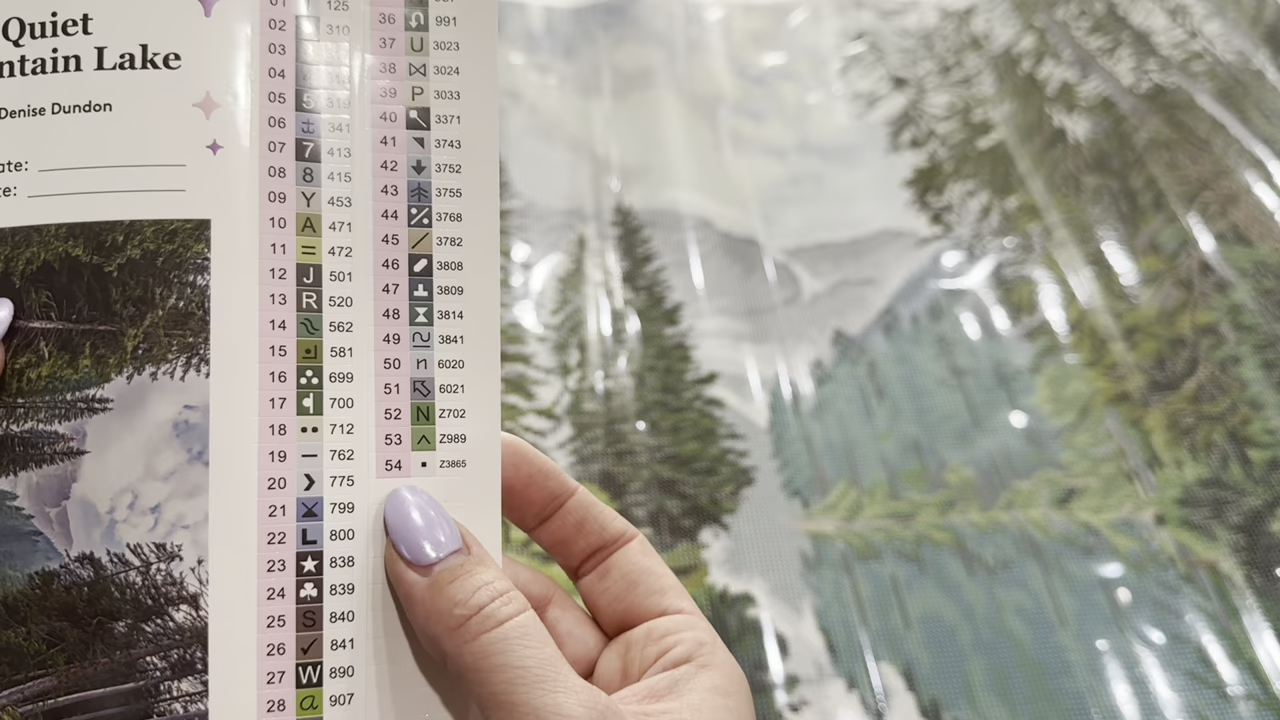 Quiet
ntain Lake
Denise Dundon
ate:
te:
01 125
02 310
03
04
05 5 319
06 341
07 7 413
08 8 415
09 Y 453
10 A 471
11 = 472
12 J 501
13 R 520
14 562
15 581
16 699
17 700
18 712
19 — 762
20 775
21 799
22 L 800
23 ★ 838
24 ♣ 839
25 S 840
26 ✓ 841
27 W 890
28 a 907
36 991
37 U 3023
38 ⋈ 3024
39 P 3033
40 3371
41 3743
42 3752
43 3755
44 % 3768
45 / 3782
46 3808
47 3809
48 3814
49 3841
50 n 6020
51 6021
52 N Z702
53 ^ Z989
54 ▪ Z3865